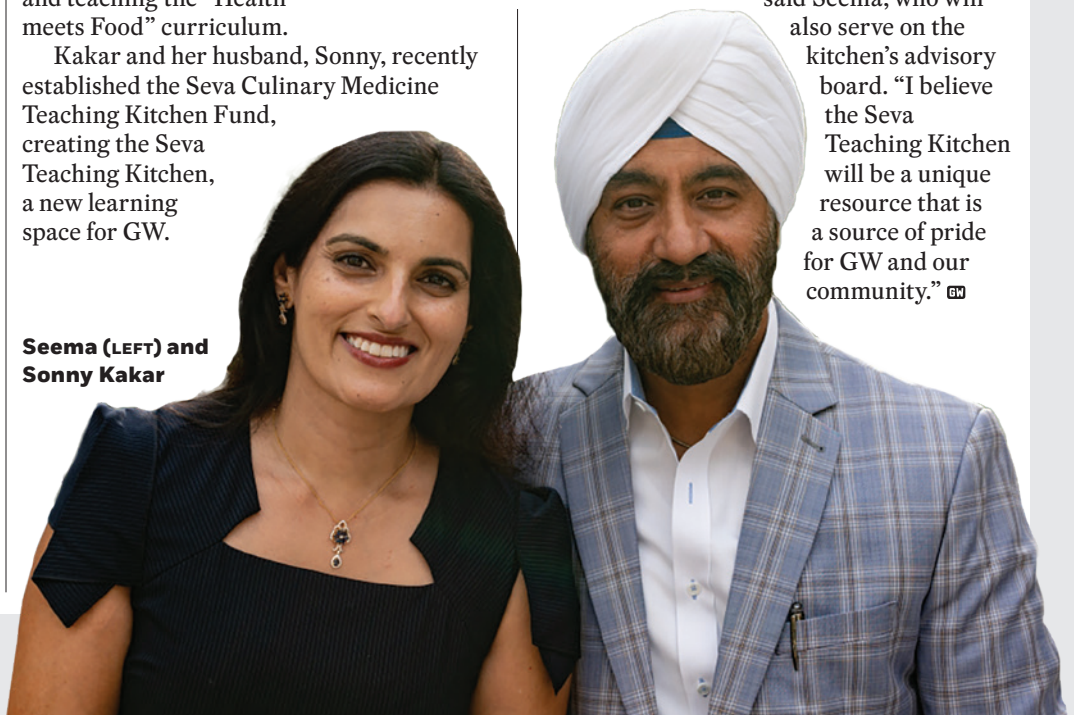 and teaching the “Health
meets Food” curriculum.
Kakar and her husband, Sonny, recently
established the Seva Culinary Medicine
Teaching Kitchen Fund,
creating the Seva
Teaching Kitchen,
a new learning
space for GW.
Seema (LEFT) and
Sonny Kakar
said Seema, who will
also serve on the
kitchen’s advisory
board. “I believe
the Seva
Teaching Kitchen
will be a unique
resource that is
a source of pride
for GW and our
community.” GW